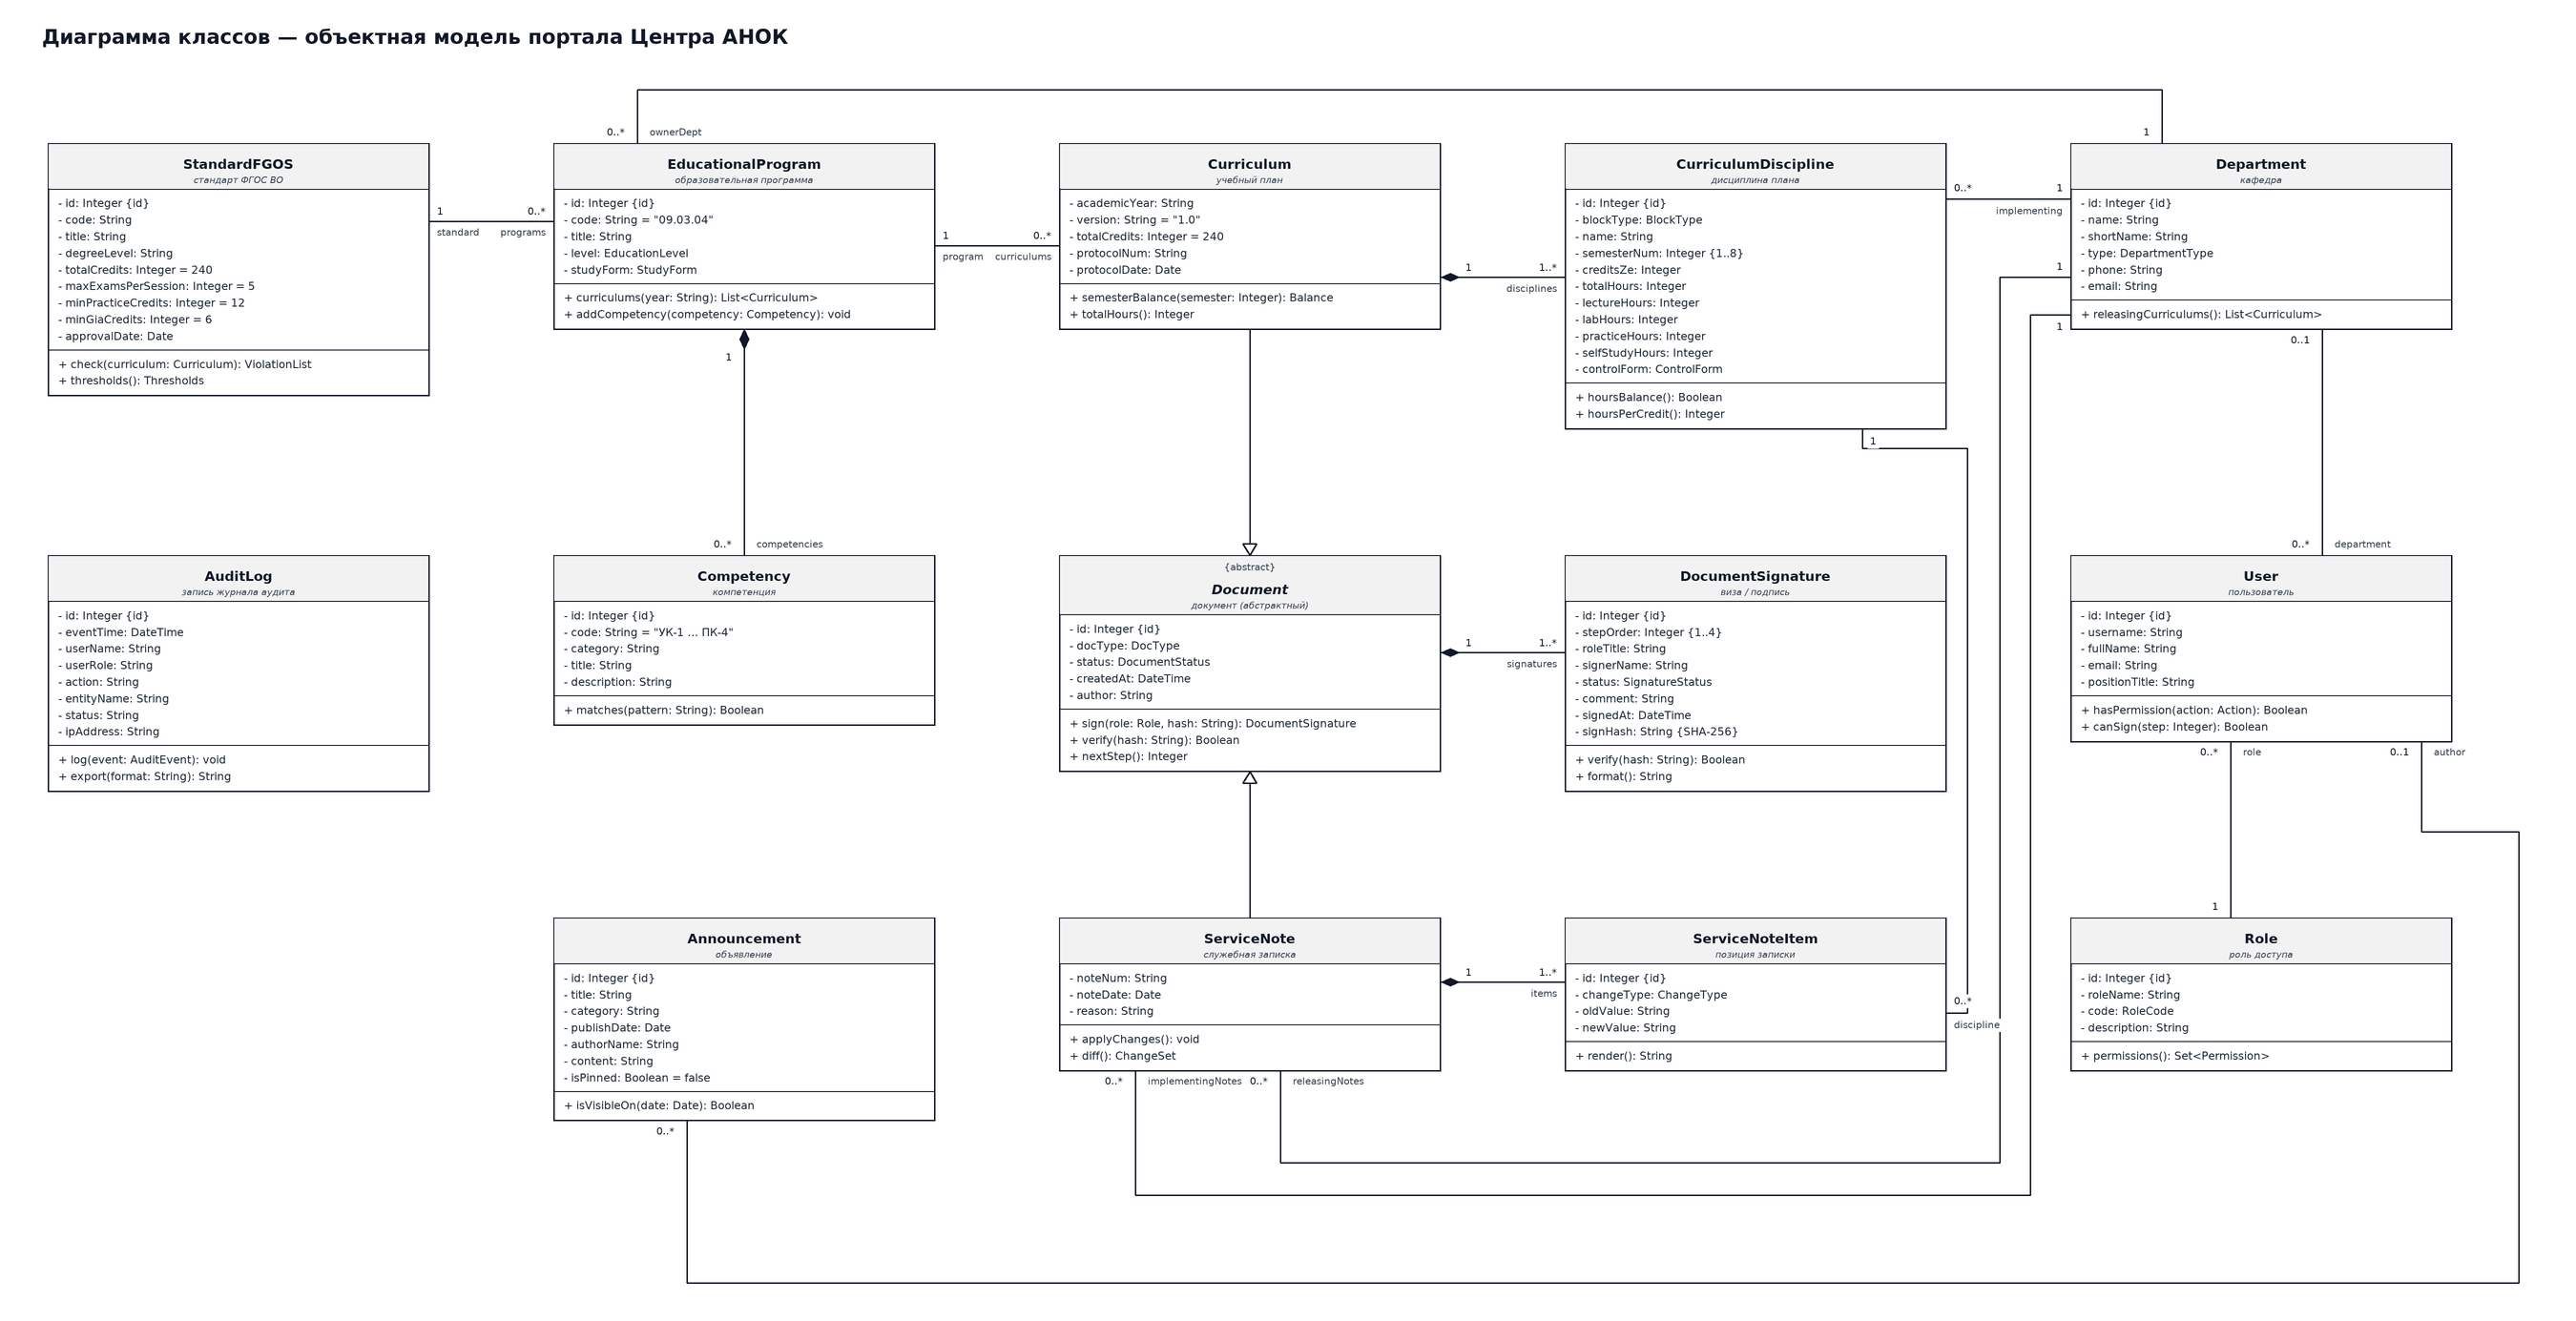 Диаграмма классов — объектная модель портала Центра АНОК
0..*
ownerDept
1
StandardFGOS
стандарт ФГОС ВО
- id: Integer {id}
- code: String
- title: String
- degreeLevel: String
- totalCredits: Integer = 240
- maxExamsPerSession: Integer = 5
- minPracticeCredits: Integer = 12
- minGiaCredits: Integer = 6
- approvalDate: Date
+ check(curriculum: Curriculum): ViolationList
+ thresholds(): Thresholds
1
0..*
standard
programs
EducationalProgram
образовательная программа
- id: Integer {id}
- code: String = "09.03.04"
- title: String
- level: EducationLevel
- studyForm: StudyForm
+ curriculums(year: String): List<Curriculum>
+ addCompetency(competency: Competency): void
1
0..*
program
curriculums
Curriculum
учебный план
- academicYear: String
- version: String = "1.0"
- totalCredits: Integer = 240
- protocolNum: String
- protocolDate: Date
+ semesterBalance(semester: Integer): Balance
+ totalHours(): Integer
1
1..*
disciplines
CurriculumDiscipline
дисциплина плана
- id: Integer {id}
- blockType: BlockType
- name: String
- semesterNum: Integer {1..8}
- creditsZe: Integer
- totalHours: Integer
- lectureHours: Integer
- labHours: Integer
- practiceHours: Integer
- selfStudyHours: Integer
- controlForm: ControlForm
+ hoursBalance(): Boolean
+ hoursPerCredit(): Integer
0..*
1
implementing
1
1
Department
кафедра
- id: Integer {id}
- name: String
- shortName: String
- type: DepartmentType
- phone: String
- email: String
+ releasingCurriculums(): List<Curriculum>
1
0..1
1
0..*
competencies
0..*
department
AuditLog
запись журнала аудита
- id: Integer {id}
- eventTime: DateTime
- userName: String
- userRole: String
- action: String
- entityName: String
- status: String
- ipAddress: String
+ log(event: AuditEvent): void
+ export(format: String): String
Competency
компетенция
- id: Integer {id}
- code: String = "УК-1 … ПК-4"
- category: String
- title: String
- description: String
+ matches(pattern: String): Boolean
{abstract}
Document
документ (абстрактный)
- id: Integer {id}
- docType: DocType
- status: DocumentStatus
- createdAt: DateTime
- author: String
+ sign(role: Role, hash: String): DocumentSignature
+ verify(hash: String): Boolean
+ nextStep(): Integer
1
1..*
signatures
DocumentSignature
виза / подпись
- id: Integer {id}
- stepOrder: Integer {1..4}
- roleTitle: String
- signerName: String
- status: SignatureStatus
- comment: String
- signedAt: DateTime
- signHash: String {SHA-256}
+ verify(hash: String): Boolean
+ format(): String
User
пользователь
- id: Integer {id}
- username: String
- fullName: String
- email: String
- positionTitle: String
+ hasPermission(action: Action): Boolean
+ canSign(step: Integer): Boolean
0..*
role
0..1
author
1
Announcement
объявление
- id: Integer {id}
- title: String
- category: String
- publishDate: Date
- authorName: String
- content: String
- isPinned: Boolean = false
+ isVisibleOn(date: Date): Boolean
0..*
ServiceNote
служебная записка
- noteNum: String
- noteDate: Date
- reason: String
+ applyChanges(): void
+ diff(): ChangeSet
0..*
implementingNotes
0..*
releasingNotes
1
1..*
items
ServiceNoteItem
позиция записки
- id: Integer {id}
- changeType: ChangeType
- oldValue: String
- newValue: String
+ render(): String
0..*
discipline
Role
роль доступа
- id: Integer {id}
- roleName: String
- code: RoleCode
- description: String
+ permissions(): Set<Permission>